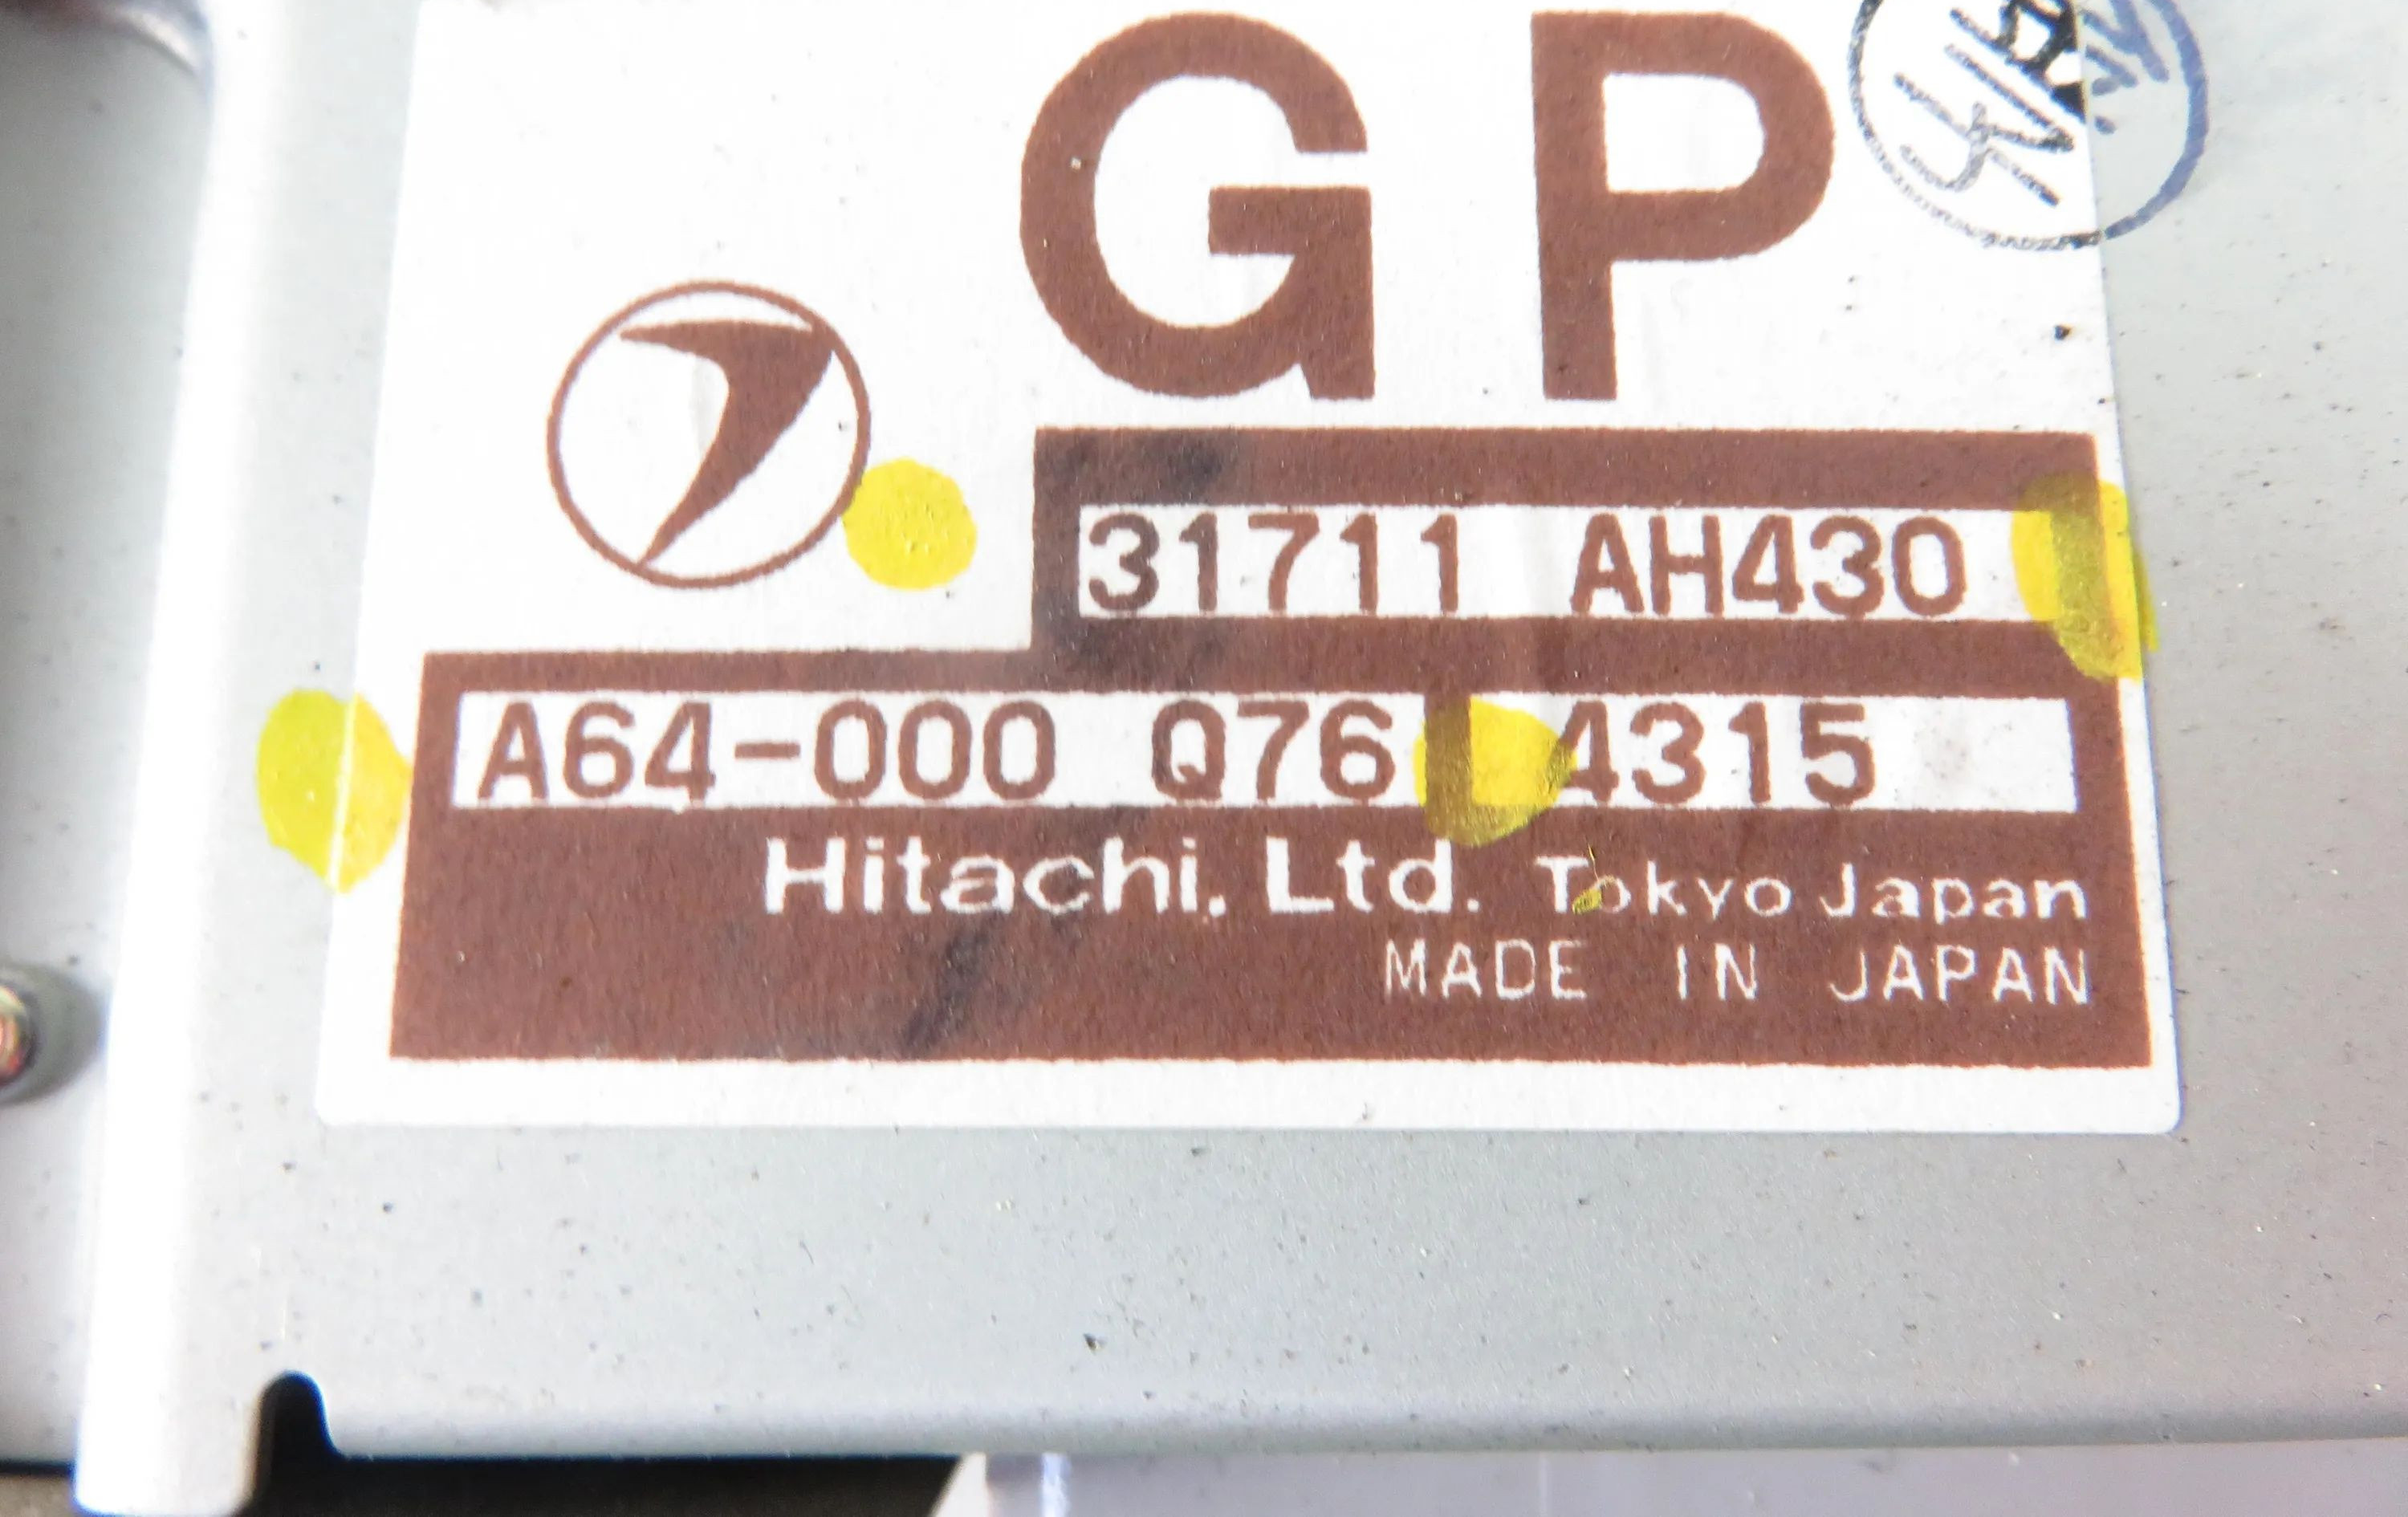 GP
31711 AH430
A64-000 Q76 4315
Hitachi, Ltd. Tokyo Japan
MADE IN JAPAN